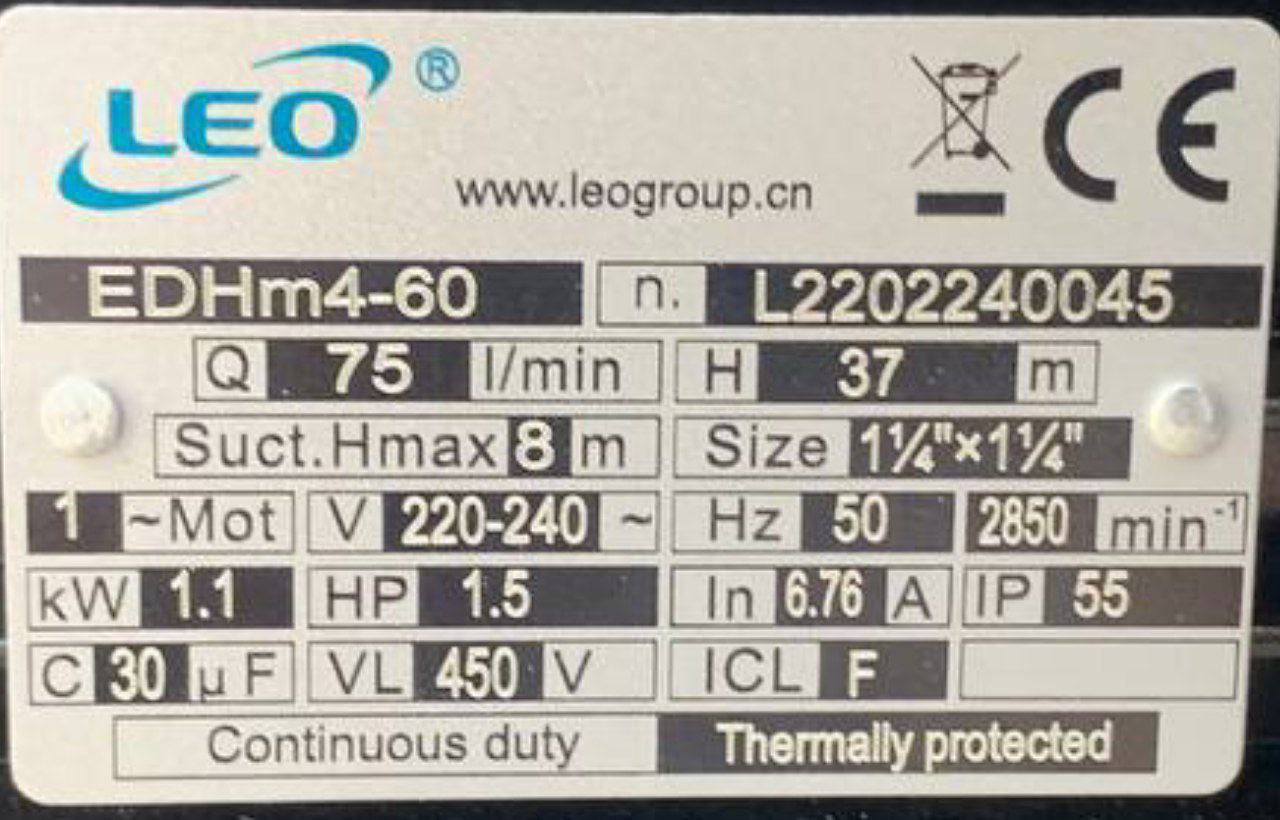 LEO ®
www.leogroup.cn
CE
EDHm4-60 n. L2202240045
Q 75 l/min H 37 m
Suct.Hmax 8 m Size 1¼"×1¼"
1 ~Mot V 220-240 ~ Hz 50 2850 min⁻¹
kW 1.1 HP 1.5 In 6.76 A IP 55
C 30 µF VL 450 V ICL F
Continuous duty Thermally protected